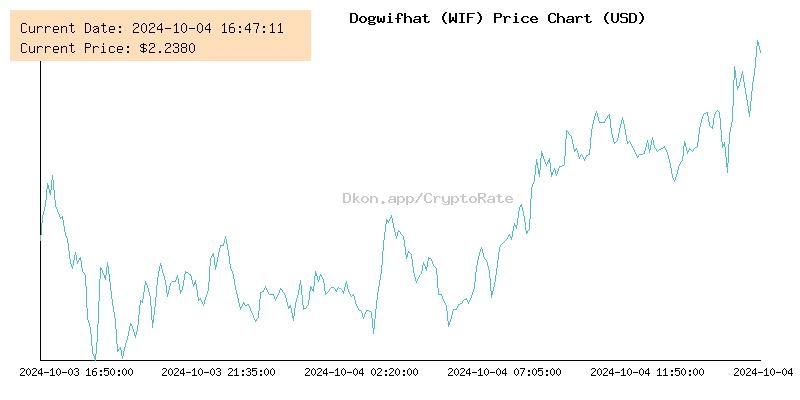 Dogwifhat (WIF) Price Chart (USD)
Current Date: 2024-10-04 16:47:11
Current Price: $2.2380
Dkon.app/CryptoRate
2024-10-03 16:50:00 2024-10-03 21:35:00 2024-10-04 02:20:00 2024-10-04 07:05:00 2024-10-04 11:50:00 2024-10-04